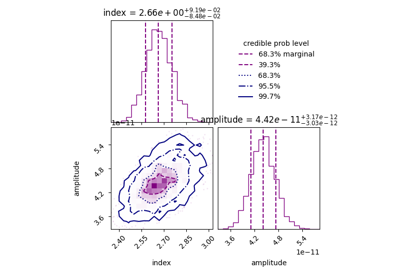 index = 2.66e+00+9.19e−02−8.48e−02
credible prob level
68.3% marginal
39.3%
68.3%
95.5%
99.7%
1e−11
amplitude = 4.42e−11+3.17e−12−3.03e−12
amplitude
5.4
4.8
4.2
3.6
2.40
2.55
2.70
2.85
3.00
index
3.6
4.2
4.8
5.4
1e−11
amplitude